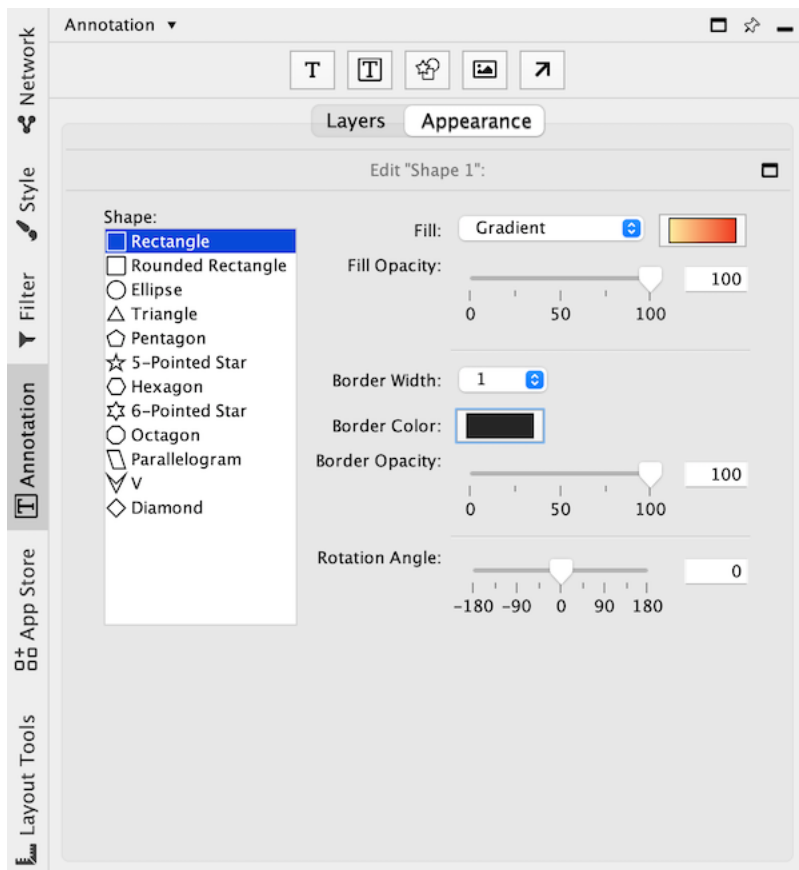 Annotation ▼
T T
Layers Appearance
Edit "Shape 1":
Network
Style
Filter
T Annotation
App Store
Layout Tools
Shape:
Rectangle
Rounded Rectangle
Ellipse
Triangle
Pentagon
5-Pointed Star
Hexagon
6-Pointed Star
Octagon
Parallelogram
V
Diamond
Fill: Gradient
Fill Opacity: 100
0 50 100
Border Width: 1
Border Color:
Border Opacity: 100
0 50 100
Rotation Angle: 0
-180 -90 0 90 180